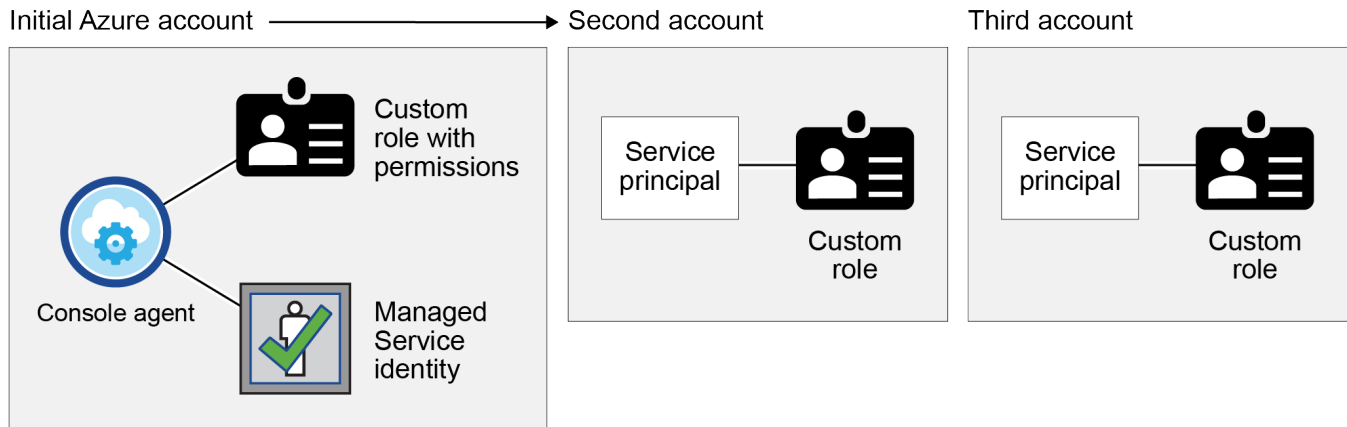 Initial Azure account
Second account
Third account
Custom
role with
permissions
Console agent
Managed
Service
identity
Service
principal
Custom
role
Service
principal
Custom
role